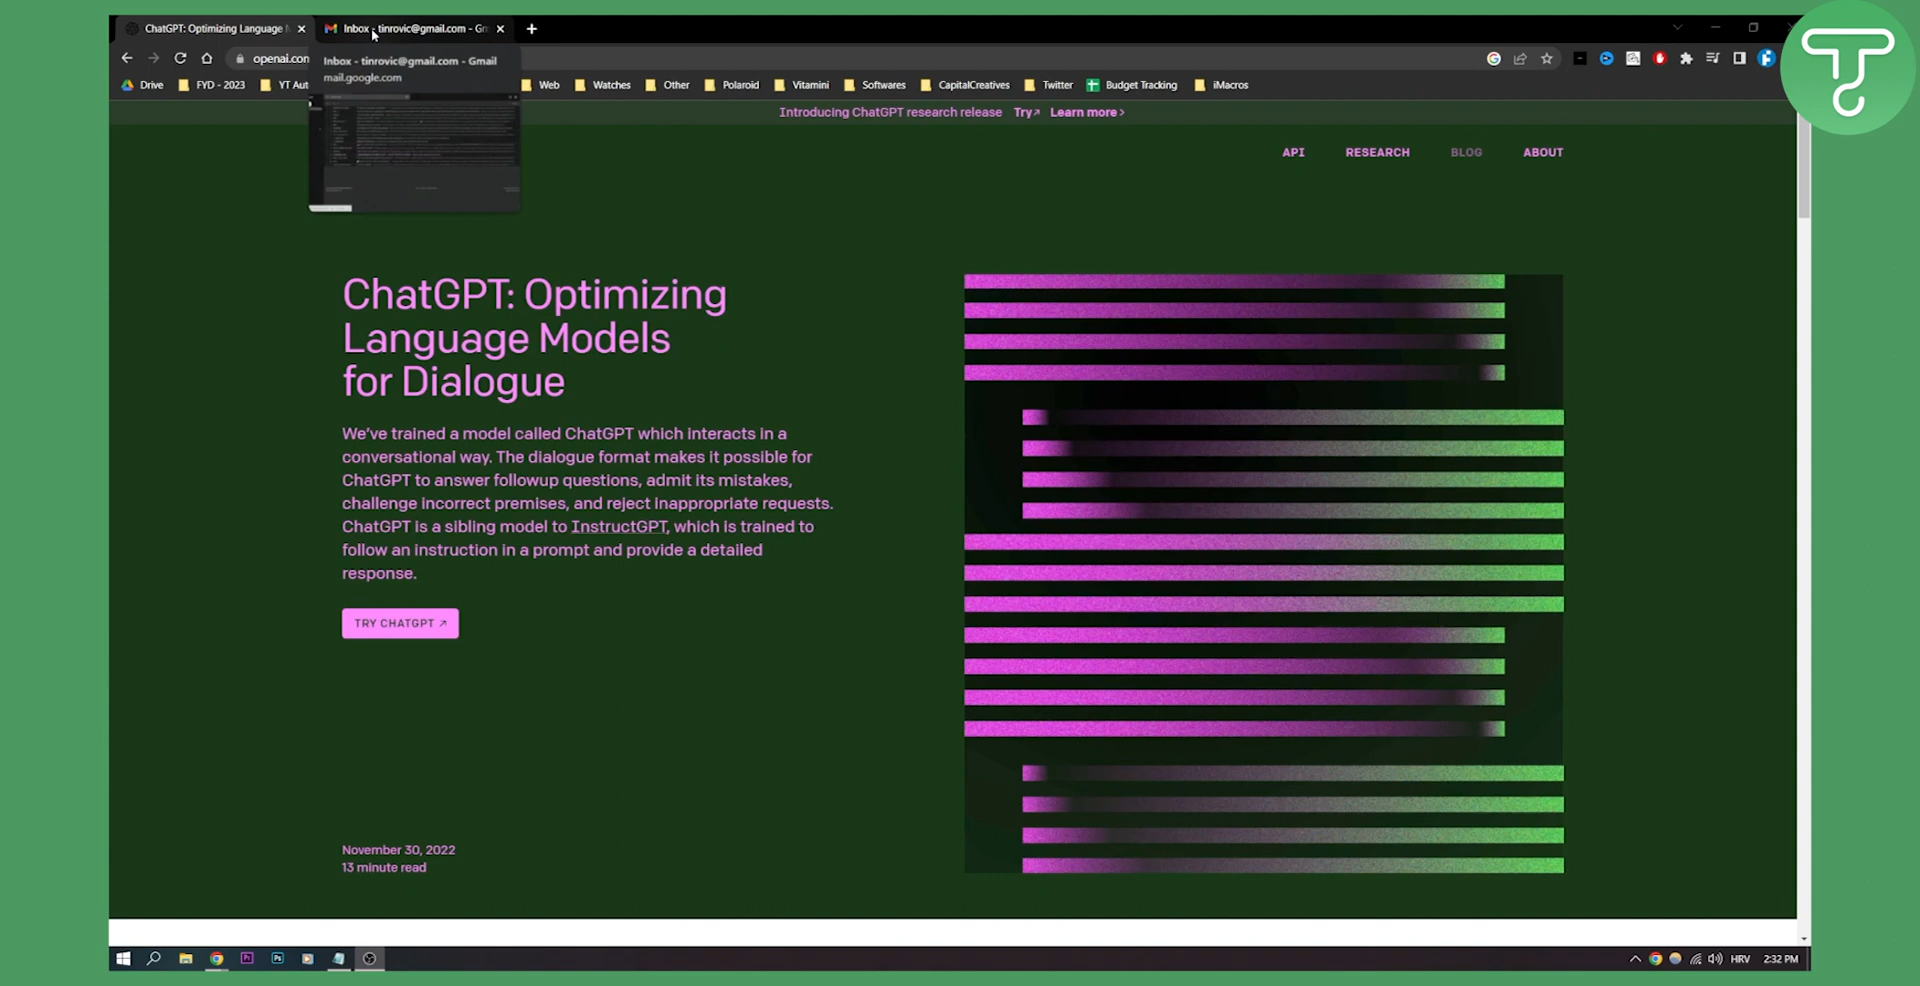 ChatGPT: Optimizing Language
Inbox - tinrovic@gmail.com - Gm
openai.com
Inbox - tinrovic@gmail.com - Gmail
mail.google.com
Drive
FYD - 2023
YT Aut
Web
Watches
Other
Polaroid
Vitamini
Softwares
CapitalCreatives
Twitter
Budget Tracking
iMacros
Introducing ChatGPT research release Try↗ Learn more›
API
RESEARCH
BLOG
ABOUT
ChatGPT: Optimizing
Language Models
for Dialogue
We've trained a model called ChatGPT which interacts in a
conversational way. The dialogue format makes it possible for
ChatGPT to answer followup questions, admit its mistakes,
challenge incorrect premises, and reject inappropriate requests.
ChatGPT is a sibling model to InstructGPT, which is trained to
follow an instruction in a prompt and provide a detailed
response.
TRY CHATGPT ↗
November 30, 2022
13 minute read
Pr
Ps
HRV
2:32 PM